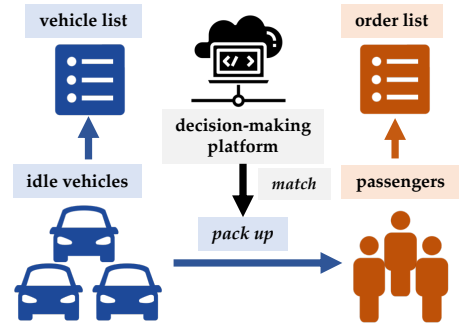 vehicle list
order list
</>
decision-making
platform
idle vehicles
match
passengers
pack up